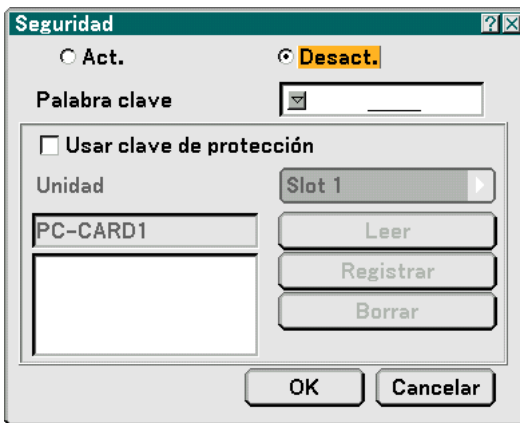 Seguridad
Act. Desact.
Palabra clave
Usar clave de protección
Unidad Slot 1
PC-CARD1 Leer
Registrar
Borrar
OK Cancelar